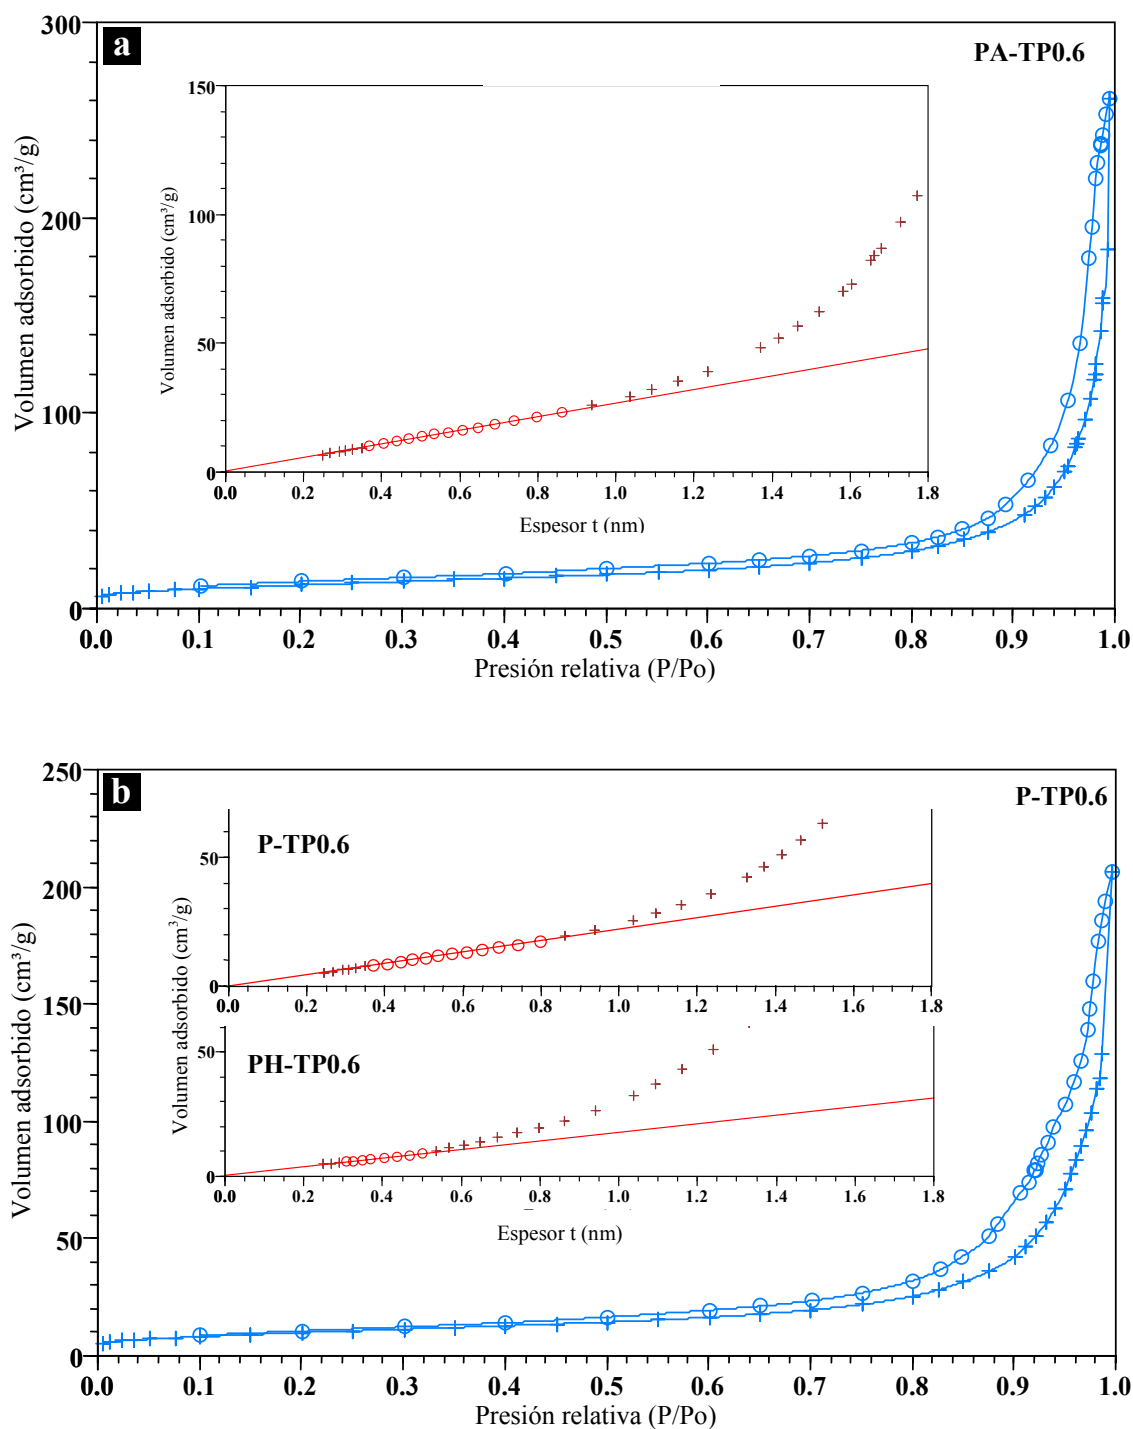 a
PA-TP0.6
Volumen adsorbido (cm³/g)
300
200
100
0
Volumen adsorbido (cm³/g)
150
100
50
0
0.0 0.2 0.4 0.6 0.8 1.0 1.2 1.4 1.6 1.8
Espesor t (nm)
0.0 0.1 0.2 0.3 0.4 0.5 0.6 0.7 0.8 0.9 1.0
Presión relativa (P/Po)
b
P-TP0.6
Volumen adsorbido (cm³/g)
250
200
150
100
50
0
Volumen adsorbido (cm³/g)
P-TP0.6
50
0
0.0 0.2 0.4 0.6 0.8 1.0 1.2 1.4 1.6 1.8
PH-TP0.6
50
0
0.0 0.2 0.4 0.6 0.8 1.0 1.2 1.4 1.6 1.8
Espesor t (nm)
0.0 0.1 0.2 0.3 0.4 0.5 0.6 0.7 0.8 0.9 1.0
Presión relativa (P/Po)